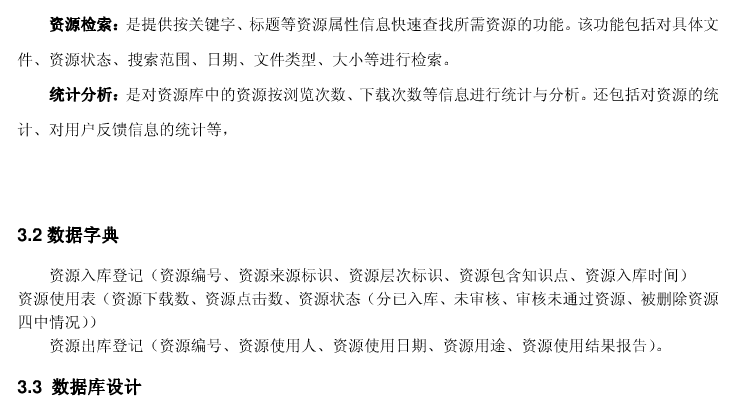 资源检索：是提供按关键字、标题等资源属性信息快速查找所需资源的功能。该功能包括对具体文
件、资源状态、搜索范围、日期、文件类型、大小等进行检索。
统计分析：是对资源库中的资源按浏览次数、下载次数等信息进行统计与分析。还包括对资源的统
计、对用户反馈信息的统计等，
3.2 数据字典
资源入库登记（资源编号、资源来源标识、资源层次标识、资源包含知识点、资源入库时间）
资源使用表（资源下载数、资源点击数、资源状态（分已入库、未审核、审核未通过资源、被删除资源
四中情况））
资源出库登记（资源编号、资源使用人、资源使用日期、资源用途、资源使用结果报告）。
3.3 数据库设计